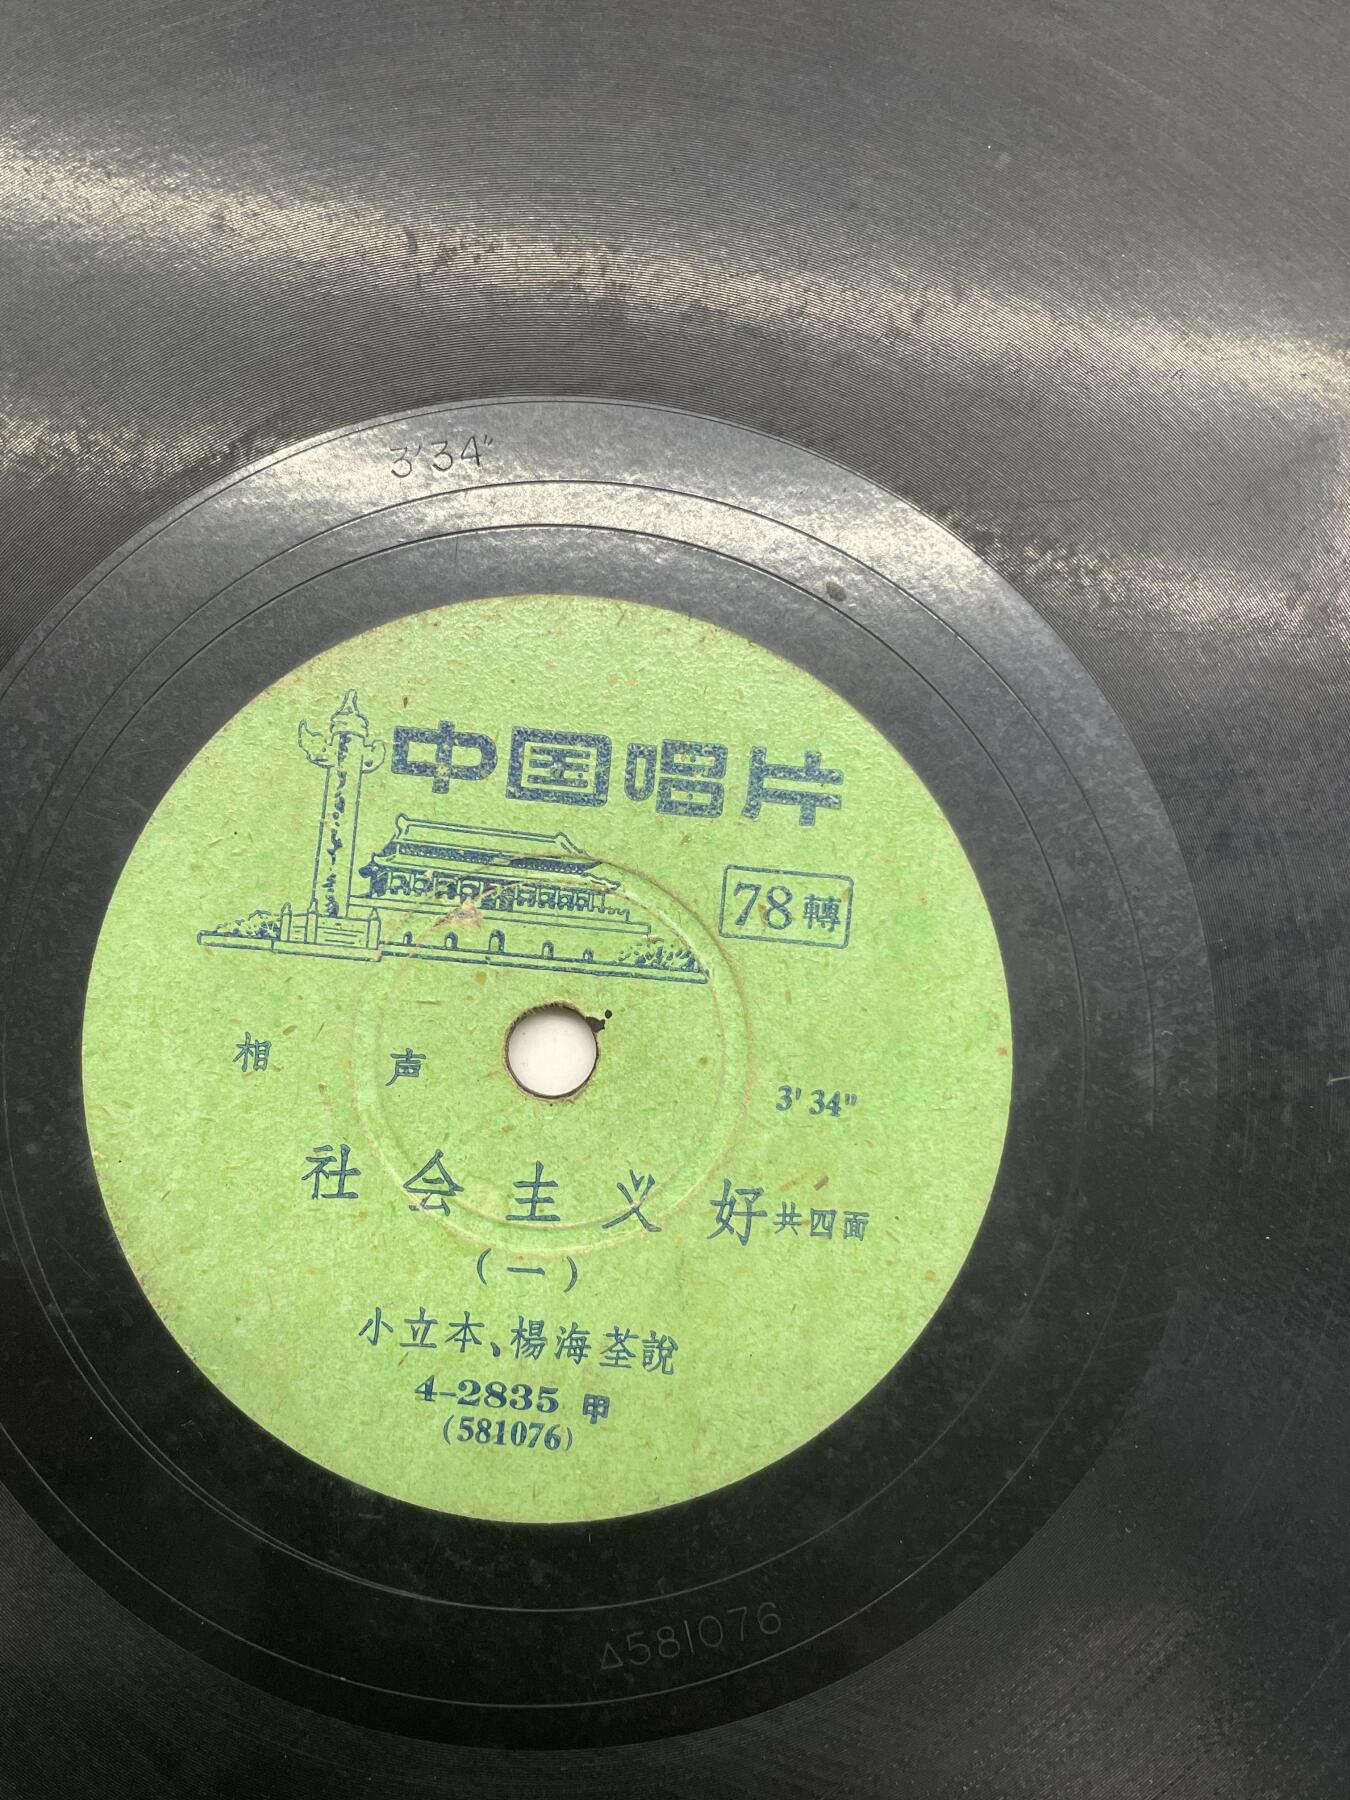 3'34"
中国唱片
78轉
相声
3'34"
社会主义好共四面
(一)
小立本、楊海荃說
4-2835 甲
(581076)
△581076